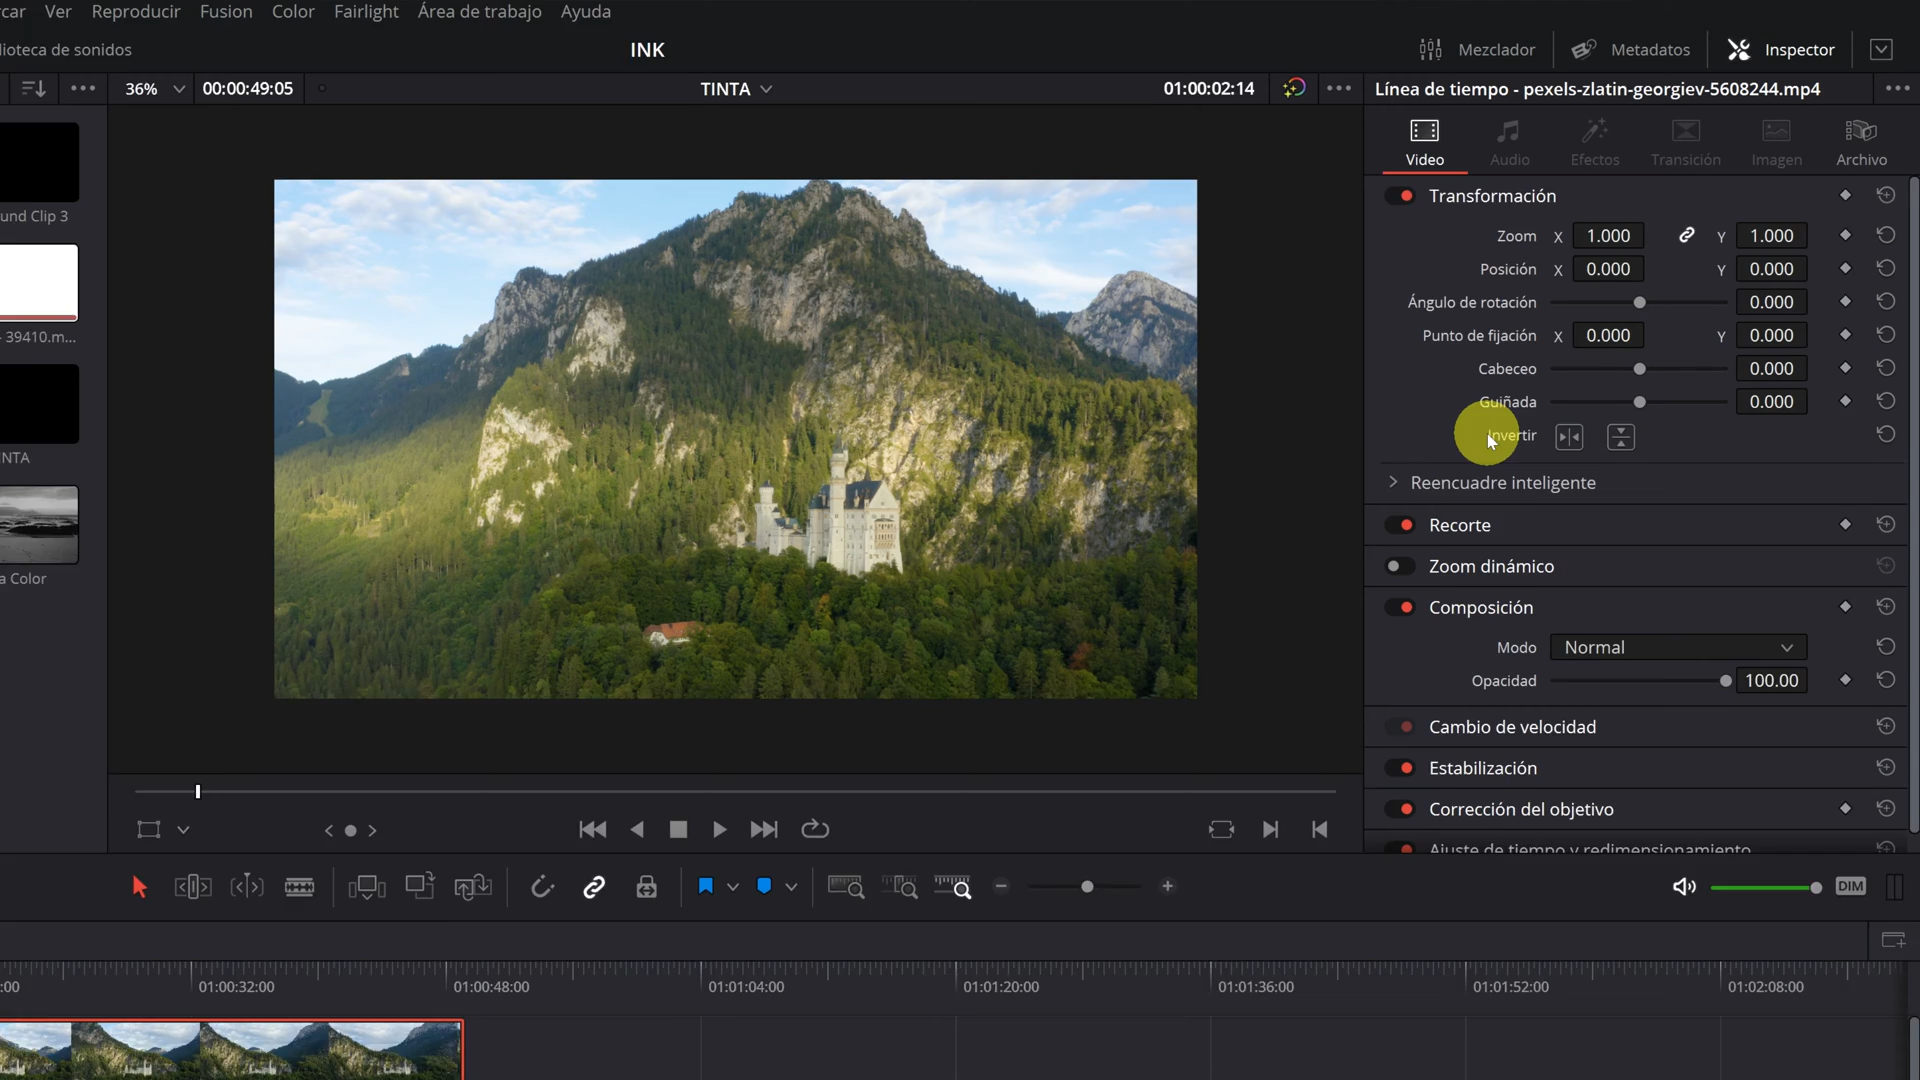 car Ver Reproducir Fusion Color Fairlight Área de trabajo Ayuda
lioteca de sonidos INK Mezclador Metadatos Inspector
36% 00:00:49:05 TINTA 01:00:02:14 Línea de tiempo - pexels-zlatin-georgiev-5608244.mp4
Video Audio Efectos Transición Imagen Archivo
Transformación
und Clip 3
Zoom X 1.000 Y 1.000
Posición X 0.000 Y 0.000
Ángulo de rotación 0.000
- 39410.m... Punto de fijación X 0.000 Y 0.000
Cabeceo 0.000
Guiñada 0.000
Invertir
NTA
Reencuadre inteligente
Recorte
Zoom dinámico
a Color
Composición
Modo Normal
Opacidad 100.00
Cambio de velocidad
Estabilización
Corrección del objetivo
Ajuste de tiempo y redimensionamiento
DIM
:00 01:00:32:00 01:00:48:00 01:01:04:00 01:01:20:00 01:01:36:00 01:01:52:00 01:02:08:00